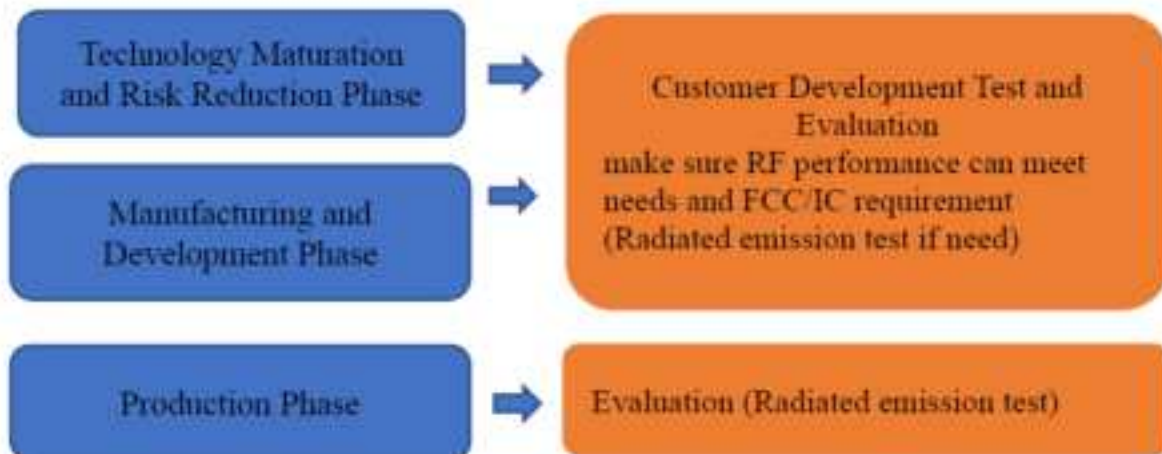 Technology Maturation
and Risk Reduction Phase
Customer Development Test and
Evaluation
make sure RF performance can meet
needs and FCC/IC requirement
(Radiated emission test if need)
Manufacturing and
Development Phase
Production Phase
Evaluation (Radiated emission test)